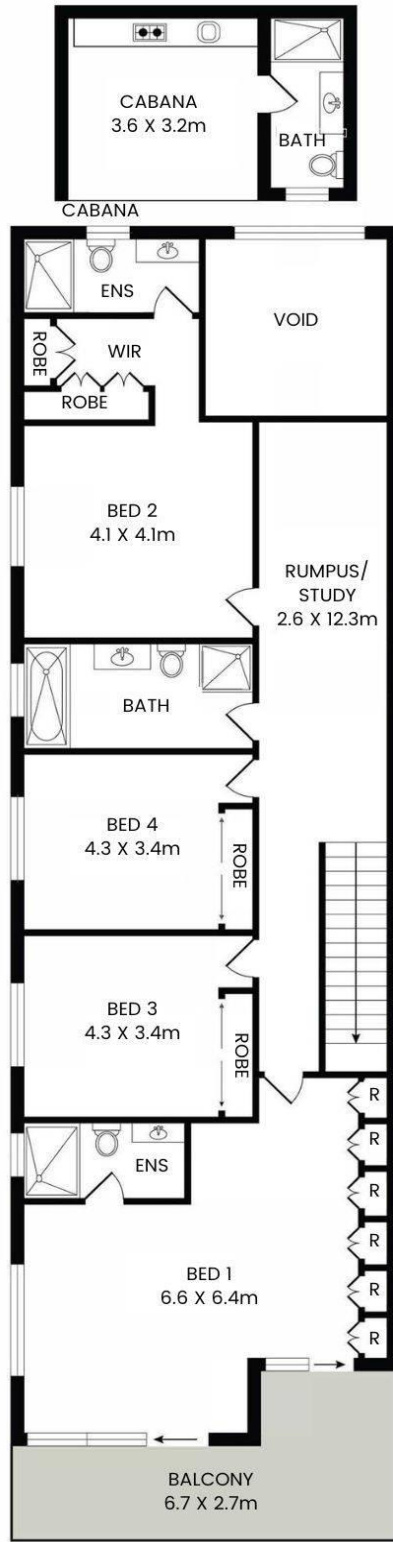 CABANA
3.6 X 3.2m
BATH
CABANA
ENS
VOID
ROBE
WIR
ROBE
BED 2
4.1 X 4.1m
RUMPUS/
STUDY
2.6 X 12.3m
BATH
BED 4
4.3 X 3.4m
ROBE
BED 3
4.3 X 3.4m
ROBE
R
R
ENS
R
R
BED 1
6.6 X 6.4m
R
R
BALCONY
6.7 X 2.7m